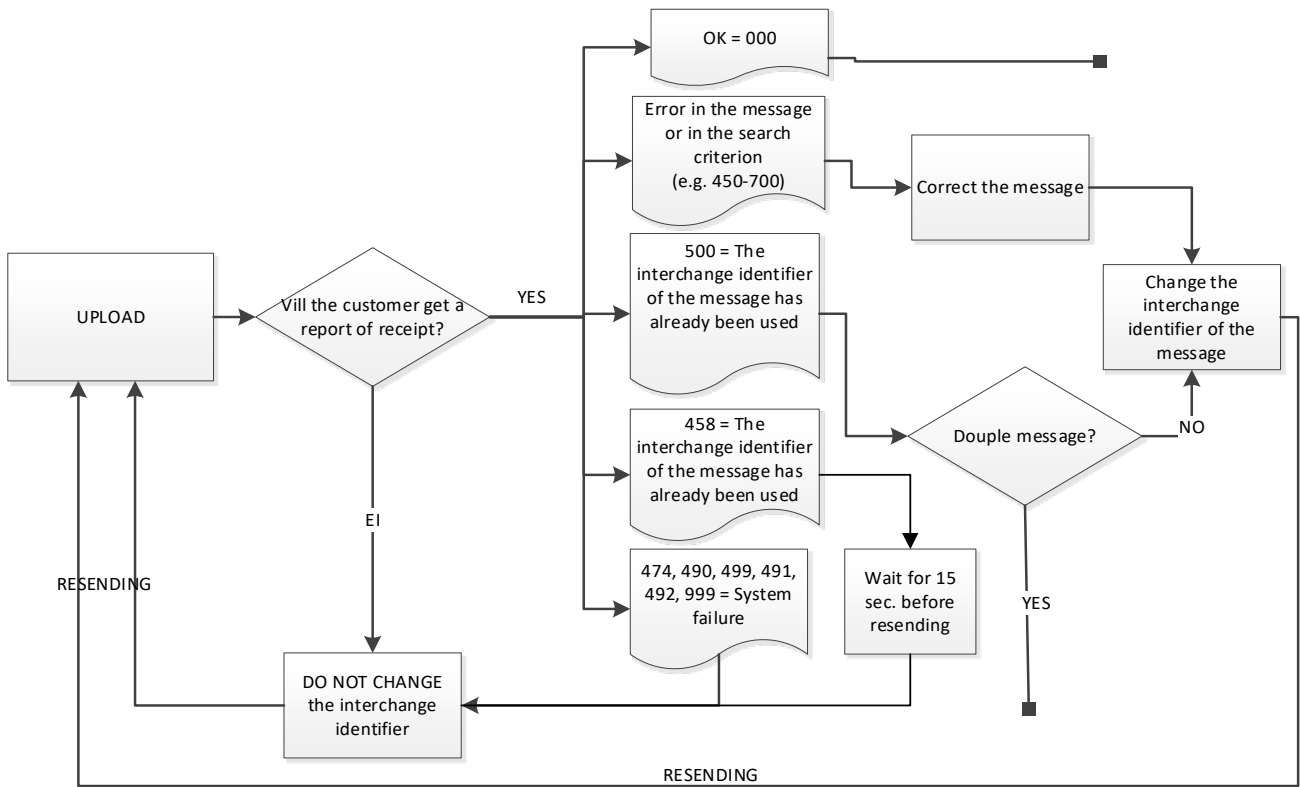 OK = 000
Error in the message
or in the search
criterion
(e.g. 450-700)
Correct the message
500 = The
interchange identifier
of the message has
already been used
Change the
interchange
identifier of the
message
UPLOAD
Vill the customer get a
report of receipt?
YES
458 = The
interchange identifier
of the message has
already been used
Douple message?
NO
EI
474, 490, 499, 491,
492, 999 = System
failure
Wait for 15
sec. before
resending
YES
RESENDING
DO NOT CHANGE
the interchange
identifier
RESENDING